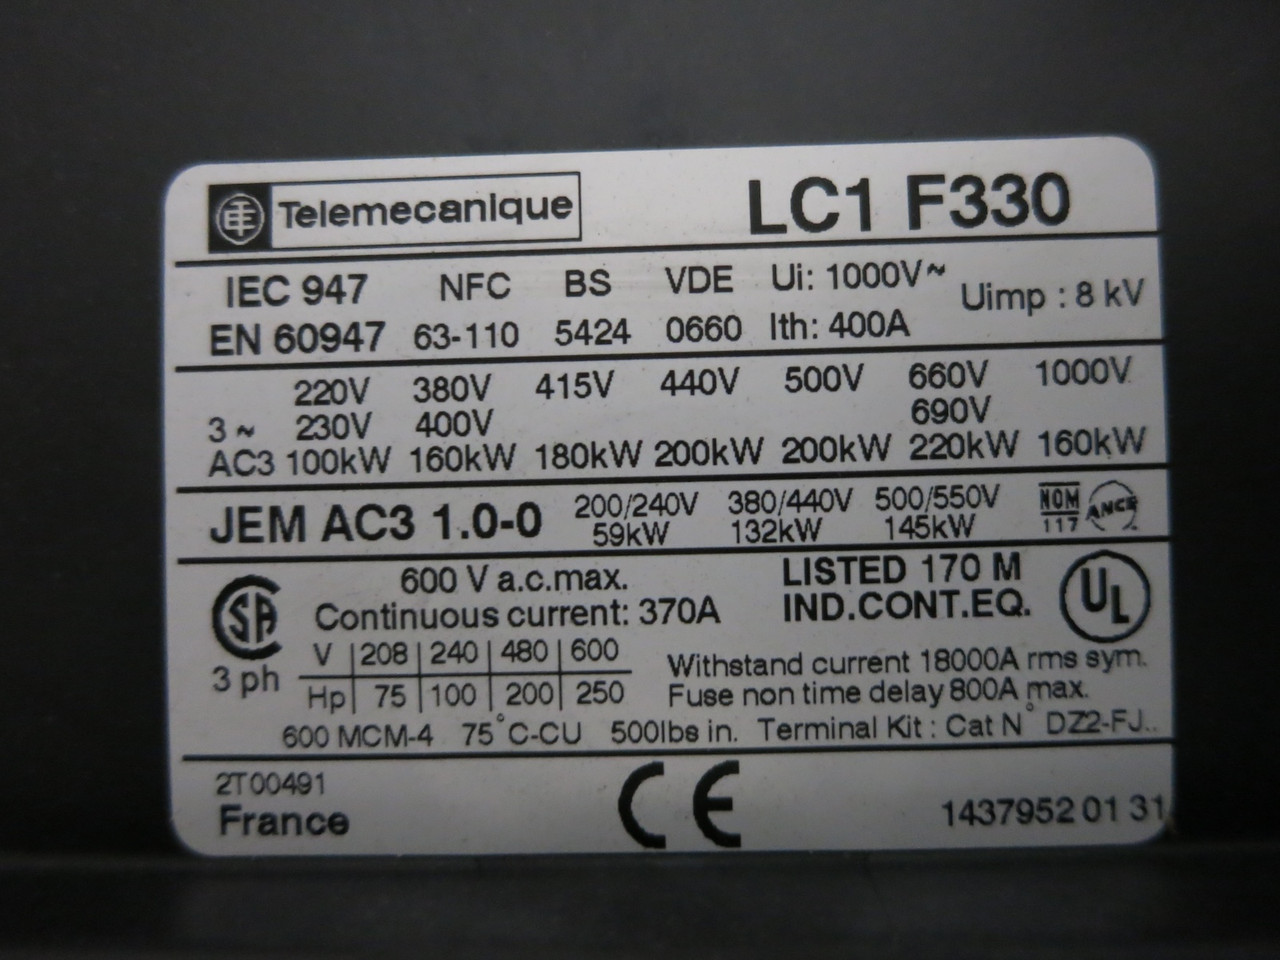 Telemecanique LC1 F330
IEC 947 NFC BS VDE Ui: 1000V~ Uimp : 8 kV
EN 60947 63-110 5424 0660 Ith: 400A
220V 380V 415V 440V 500V 660V 1000V
3~ 230V 400V 690V
AC3 100kW 160kW 180kW 200kW 200kW 220kW 160kW
JEM AC3 1.0-0 200/240V 380/440V 500/550V NOM ANCE
59kW 132kW 145kW 117
600 V a.c.max. LISTED 170 M
SA Continuous current: 370A IND.CONT.EQ. UL
3 ph V 208 240 480 600 Withstand current 18000A rms sym.
Hp 75 100 200 250 Fuse non time delay 800A max.
600 MCM-4 75°C-CU 500lbs in. Terminal Kit : Cat N° DZ2-FJ..
2T00491
France CE 1437952 01 31